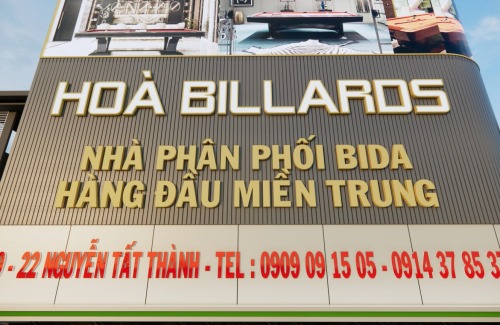 HOÀ BILLARDS
NHÀ PHÂN PHỐI BIDA
HÀNG ĐẦU MIỀN TRUNG
- 22 NGUYỄN TẤT THÀNH - TEL : 0909 09 15 05 - 0914 37 85